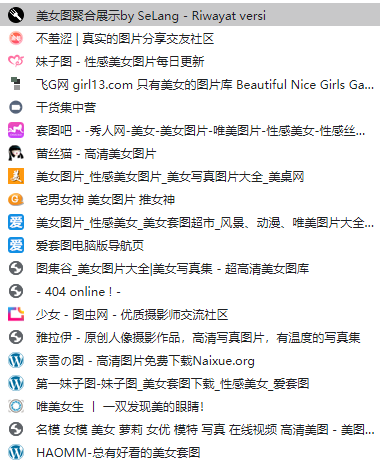 美女图聚合展示by SeLang - Riwayat versi
不羞涩 | 真实的图片分享交友社区
妹子图 - 性感美女图片每日更新
飞G网 girl13.com 只有美女的图片库 Beautiful Nice Girls Ga...
干货集中营
套图吧 - -秀人网-美女-美女图片-唯美图片-性感美女-性感丝...
蕾丝猫 - 高清美女图片
美女图片_性感美女图片_美女写真图片大全_美桌网
宅男女神 美女图片 推女神
美女图片_性感美女_美女套图超市_风景、动漫、唯美图片大全...
爱套图电脑版导航页
图集谷_美女图片大全|美女写真集 - 超高清美女图库
- 404 online ! -
少女 - 图虫网 - 优质摄影师交流社区
雅拉伊 - 原创人像摄影作品，高清写真图片，有温度的写真集
奈雪の图 - 高清图片免费下载Naixue.org
第一妹子图-妹子图_美女套图下载_性感美女_爱套图
唯美女生 丨 一双发现美的眼睛!
名模 女模 美女 萝莉 女优 模特 写真 在线视频 高清美图 - 美图...
HAOMM-总有好看的美女套图